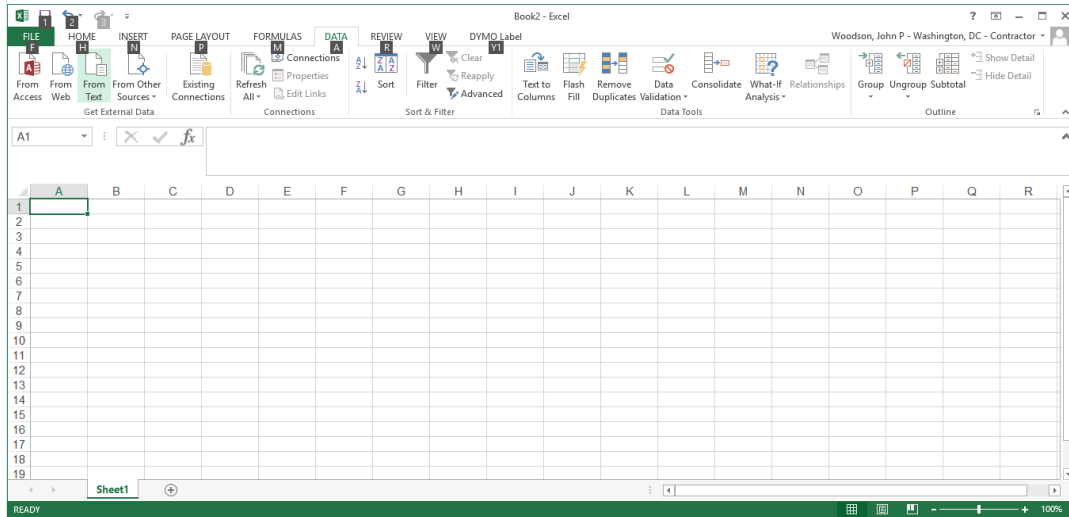 Book2 - Excel
1 2 3
FILE HOME INSERT PAGE LAYOUT FORMULAS DATA REVIEW VIEW DYMO Label
Woodson, John P - Washington, DC - Contractor
F H N P M A R W Y1
Connections
Properties
Edit Links
Clear
Reapply
Advanced
Show Detail
Hide Detail
From From From From Other Existing Refresh Sort Filter Text to Flash Remove Data Consolidate What-If Relationships Group Ungroup Subtotal
Access Web Text Sources Connections All Columns Fill Duplicates Validation Analysis
Get External Data Connections Sort & Filter Data Tools Outline
A1 fx
A B C D E F G H I J K L M N O P Q R
1
2
3
4
5
6
7
8
9
10
11
12
13
14
15
16
17
18
19
Sheet1
READY 100%